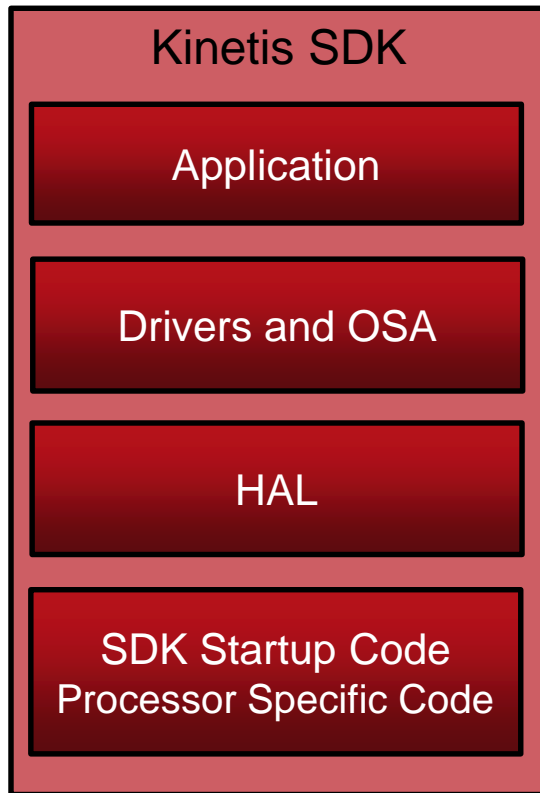 Kinetis SDK
Application
Drivers and OSA
HAL
SDK Startup Code
Processor Specific Code